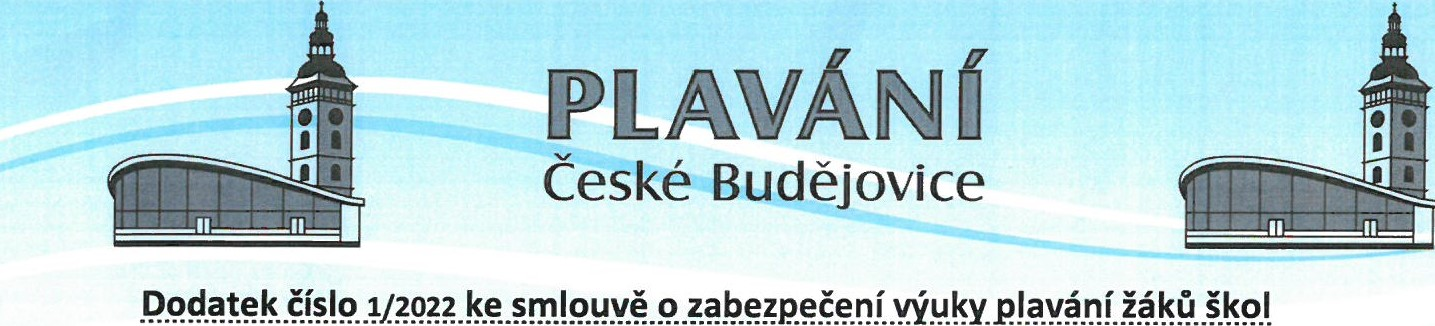 PLAVÁNÍ
České Budějovice
Dodatek číslo 1/2022 ke smlouvě o zabezpečení výuky plavání žáků škol